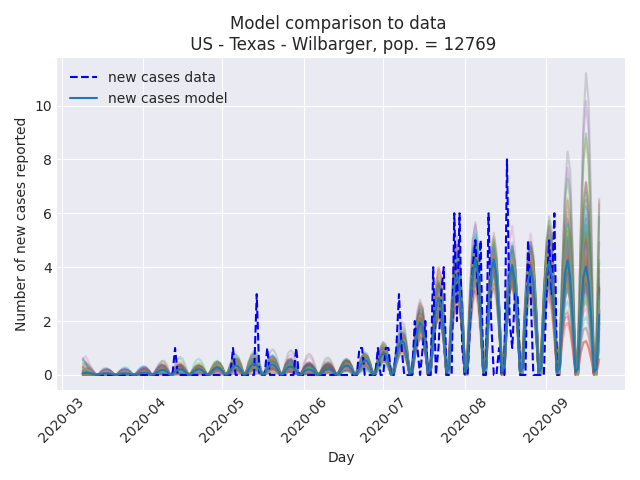 Model comparison to data
US - Texas - Wilbarger, pop. = 12769
new cases data
new cases model
Number of new cases reported
10
8
6
4
2
0
2020-03
2020-04
2020-05
2020-06
2020-07
2020-08
2020-09
Day